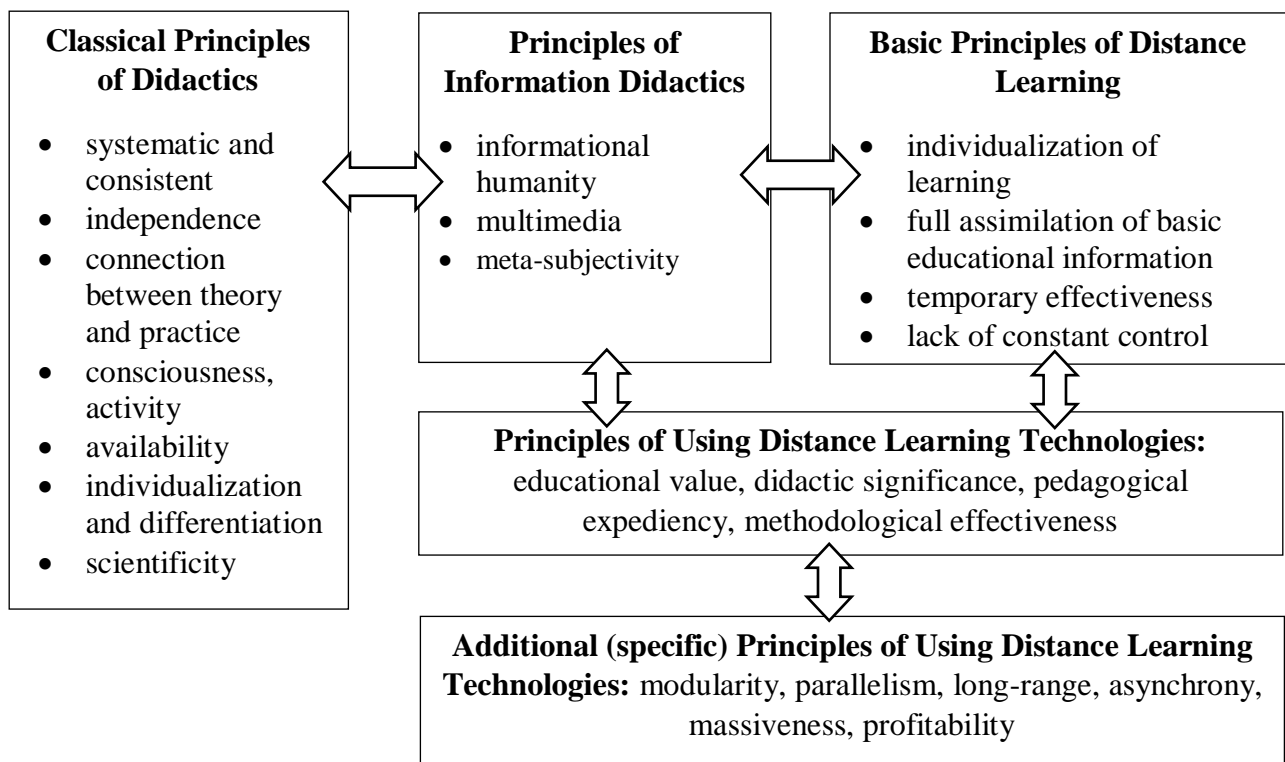 Classical Principles
of Didactics
• systematic and
consistent
• independence
• connection
between theory
and practice
• consciousness,
activity
• availability
• individualization
and differentiation
• scientificity
Principles of
Information Didactics
• informational
humanity
• multimedia
• meta-subjectivity
Basic Principles of Distance
Learning
• individualization of
learning
• full assimilation of basic
educational information
• temporary effectiveness
• lack of constant control
Principles of Using Distance Learning Technologies:
educational value, didactic significance, pedagogical
expediency, methodological effectiveness
Additional (specific) Principles of Using Distance Learning
Technologies: modularity, parallelism, long-range, asynchrony,
massiveness, profitability